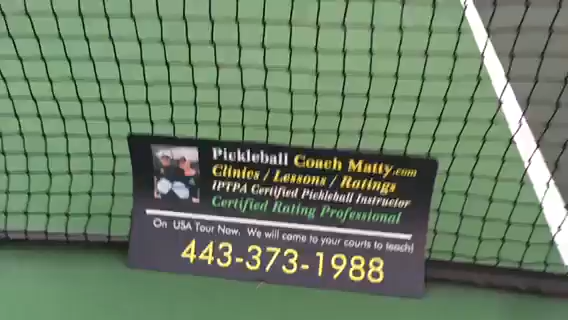 Pickleball Coach Matty.com
Clinics / Lessons / Ratings
IPTPA Certified Pickleball Instructor
Certified Rating Professional
On USA Tour Now. We will come to your courts to teach!
443-373-1988